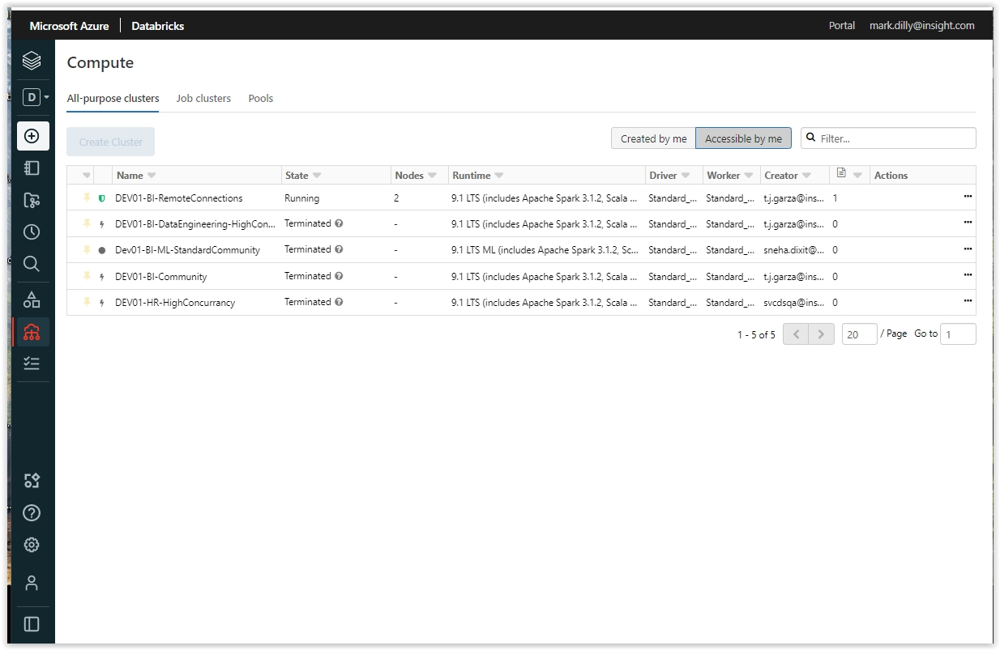 Microsoft Azure | Databricks Portal mark.dilly@insight.com
Compute
D
All-purpose clusters Job clusters Pools
Create Cluster Created by me Accessible by me Filter...
Name State Nodes Runtime Driver Worker Creator Actions
DEV01-BI-RemoteConnections Running 2 9.1 LTS (includes Apache Spark 3.1.2, Scala ... Standard_... Standard_... t.j.garza@ins... 1 ...
DEV01-BI-DataEngineering-HighConc... Terminated ? - 9.1 LTS (includes Apache Spark 3.1.2, Scala ... Standard_... Standard_... t.j.garza@ins... 0 ...
Dev01-BI-ML-StandardCommunity Terminated ? - 9.1 LTS ML (includes Apache Spark 3.1.2, Sc... Standard_... Standard_... sneha.dixit@... 0 ...
DEV01-BI-Community Terminated ? - 9.1 LTS (includes Apache Spark 3.1.2, Scala ... Standard_... Standard_... t.j.garza@ins... 0 ...
DEV01-HR-HighConcurrancy Terminated ? - 9.1 LTS (includes Apache Spark 3.1.2, Scala ... Standard_... Standard_... svcdsqa@ins... 0 ...
1 - 5 of 5 < > 20 / Page Go to 1